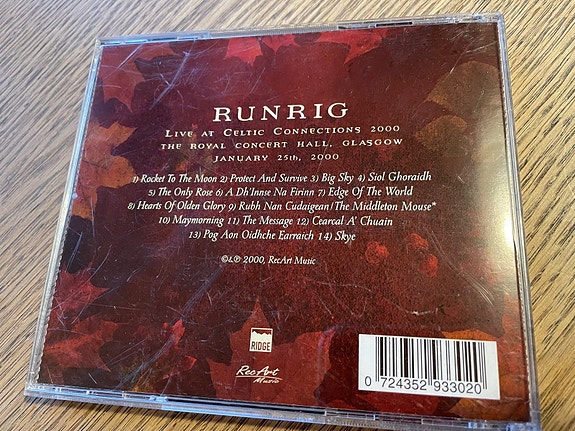 RUNRIG
LIVE AT CELTIC CONNECTIONS 2000
THE ROYAL CONCERT HALL, GLASGOW
JANUARY 25TH, 2000
1) Rocket To The Moon 2) Protect And Survive 3) Big Sky 4) Siol Ghoraidh
5) The Only Rose 6) A Dh'Innse Na Firinn 7) Edge Of The World
8) Hearts Of Olden Glory 9) Rubh Nan Cudaigean/The Middleton Mouse*
10) Maymorning 11) The Message 12) Cearcal A' Chuain
13) Pog Aon Oidhche Earraich 14) Skye
©&℗ 2000, RecArt Music
RIDGE
RecArt
Music
0 724352 933020